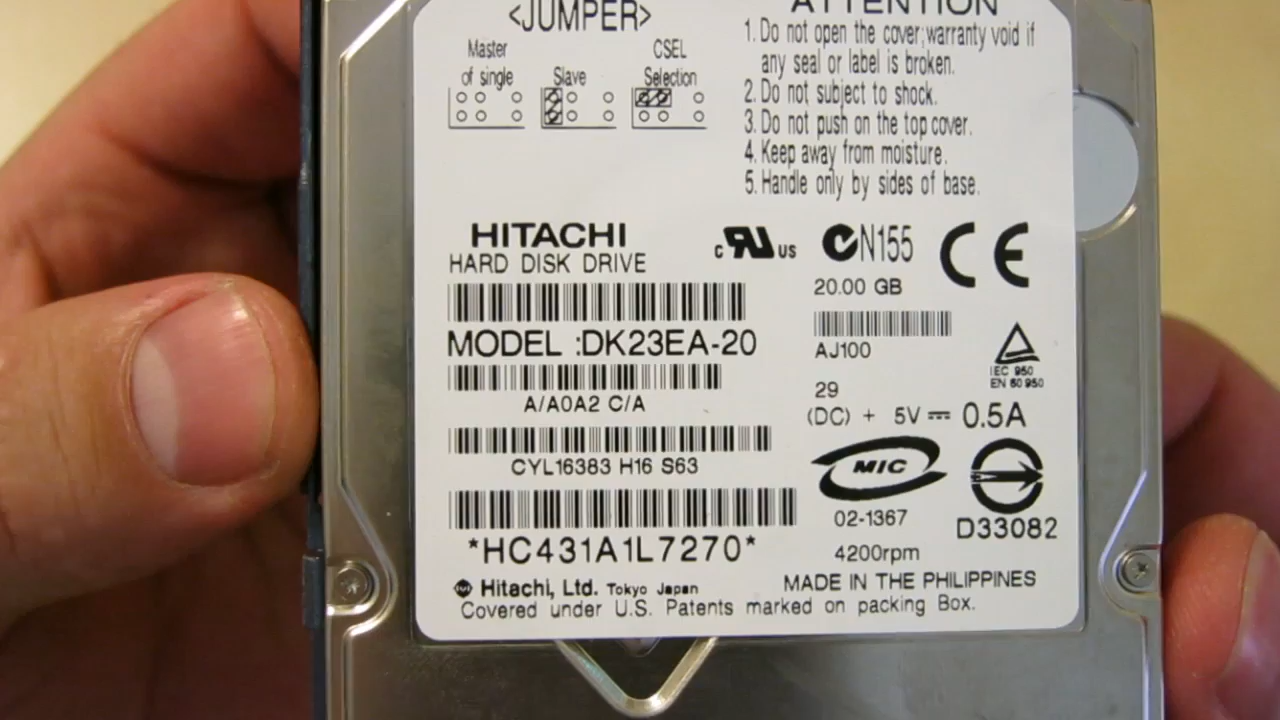 <JUMPER>
Master
of single
Slave
CSEL
Selection
ATTENTION
1. Do not open the cover; warranty void if
any seal or label is broken.
2. Do not subject to shock.
3. Do not push on the top cover.
4. Keep away from moisture.
5. Handle only by sides of base.
HITACHI
HARD DISK DRIVE
c RU us
N155
CE
20.00 GB
MODEL :DK23EA-20
AJ100
IEC 950
EN 60 950
A/A0A2 C/A
29
(DC) + 5V 0.5A
CYL16383 H16 S63
MIC
02-1367
D33082
*HC431A1L7270*
4200rpm
Hitachi, Ltd. Tokyo Japan
MADE IN THE PHILIPPINES
Covered under U.S. Patents marked on packing Box.